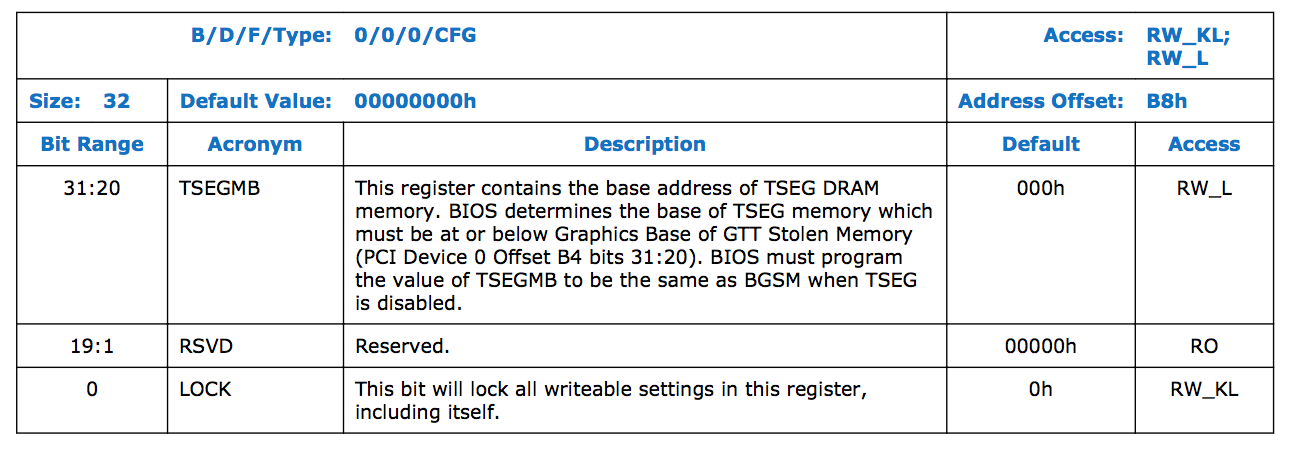 B/D/F/Type: 0/0/0/CFG Access: RW_KL;
RW_L
Size: 32 Default Value: 00000000h Address Offset: B8h
Bit Range Acronym Description Default Access
31:20 TSEGMB This register contains the base address of TSEG DRAM 000h RW_L
memory. BIOS determines the base of TSEG memory which
must be at or below Graphics Base of GTT Stolen Memory
(PCI Device 0 Offset B4 bits 31:20). BIOS must program
the value of TSEGMB to be the same as BGSM when TSEG
is disabled.
19:1 RSVD Reserved. 00000h RO
0 LOCK This bit will lock all writeable settings in this register, 0h RW_KL
including itself.